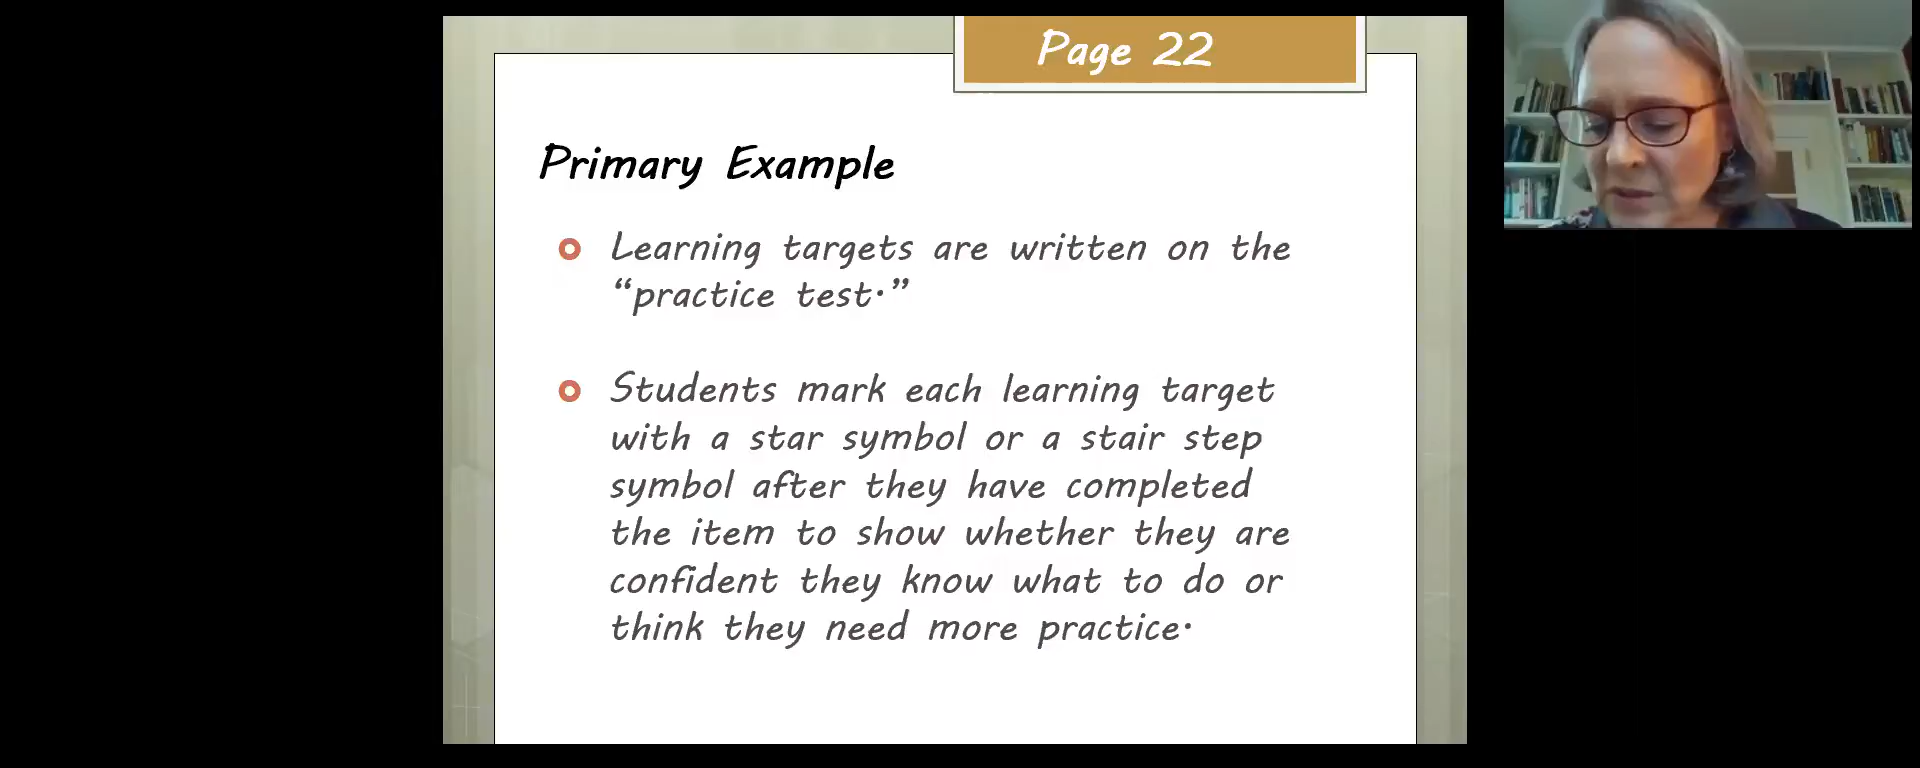 Page 22
Primary Example
Learning targets are written on the
“practice test.”
Students mark each learning target
with a star symbol or a stair step
symbol after they have completed
the item to show whether they are
confident they know what to do or
think they need more practice.